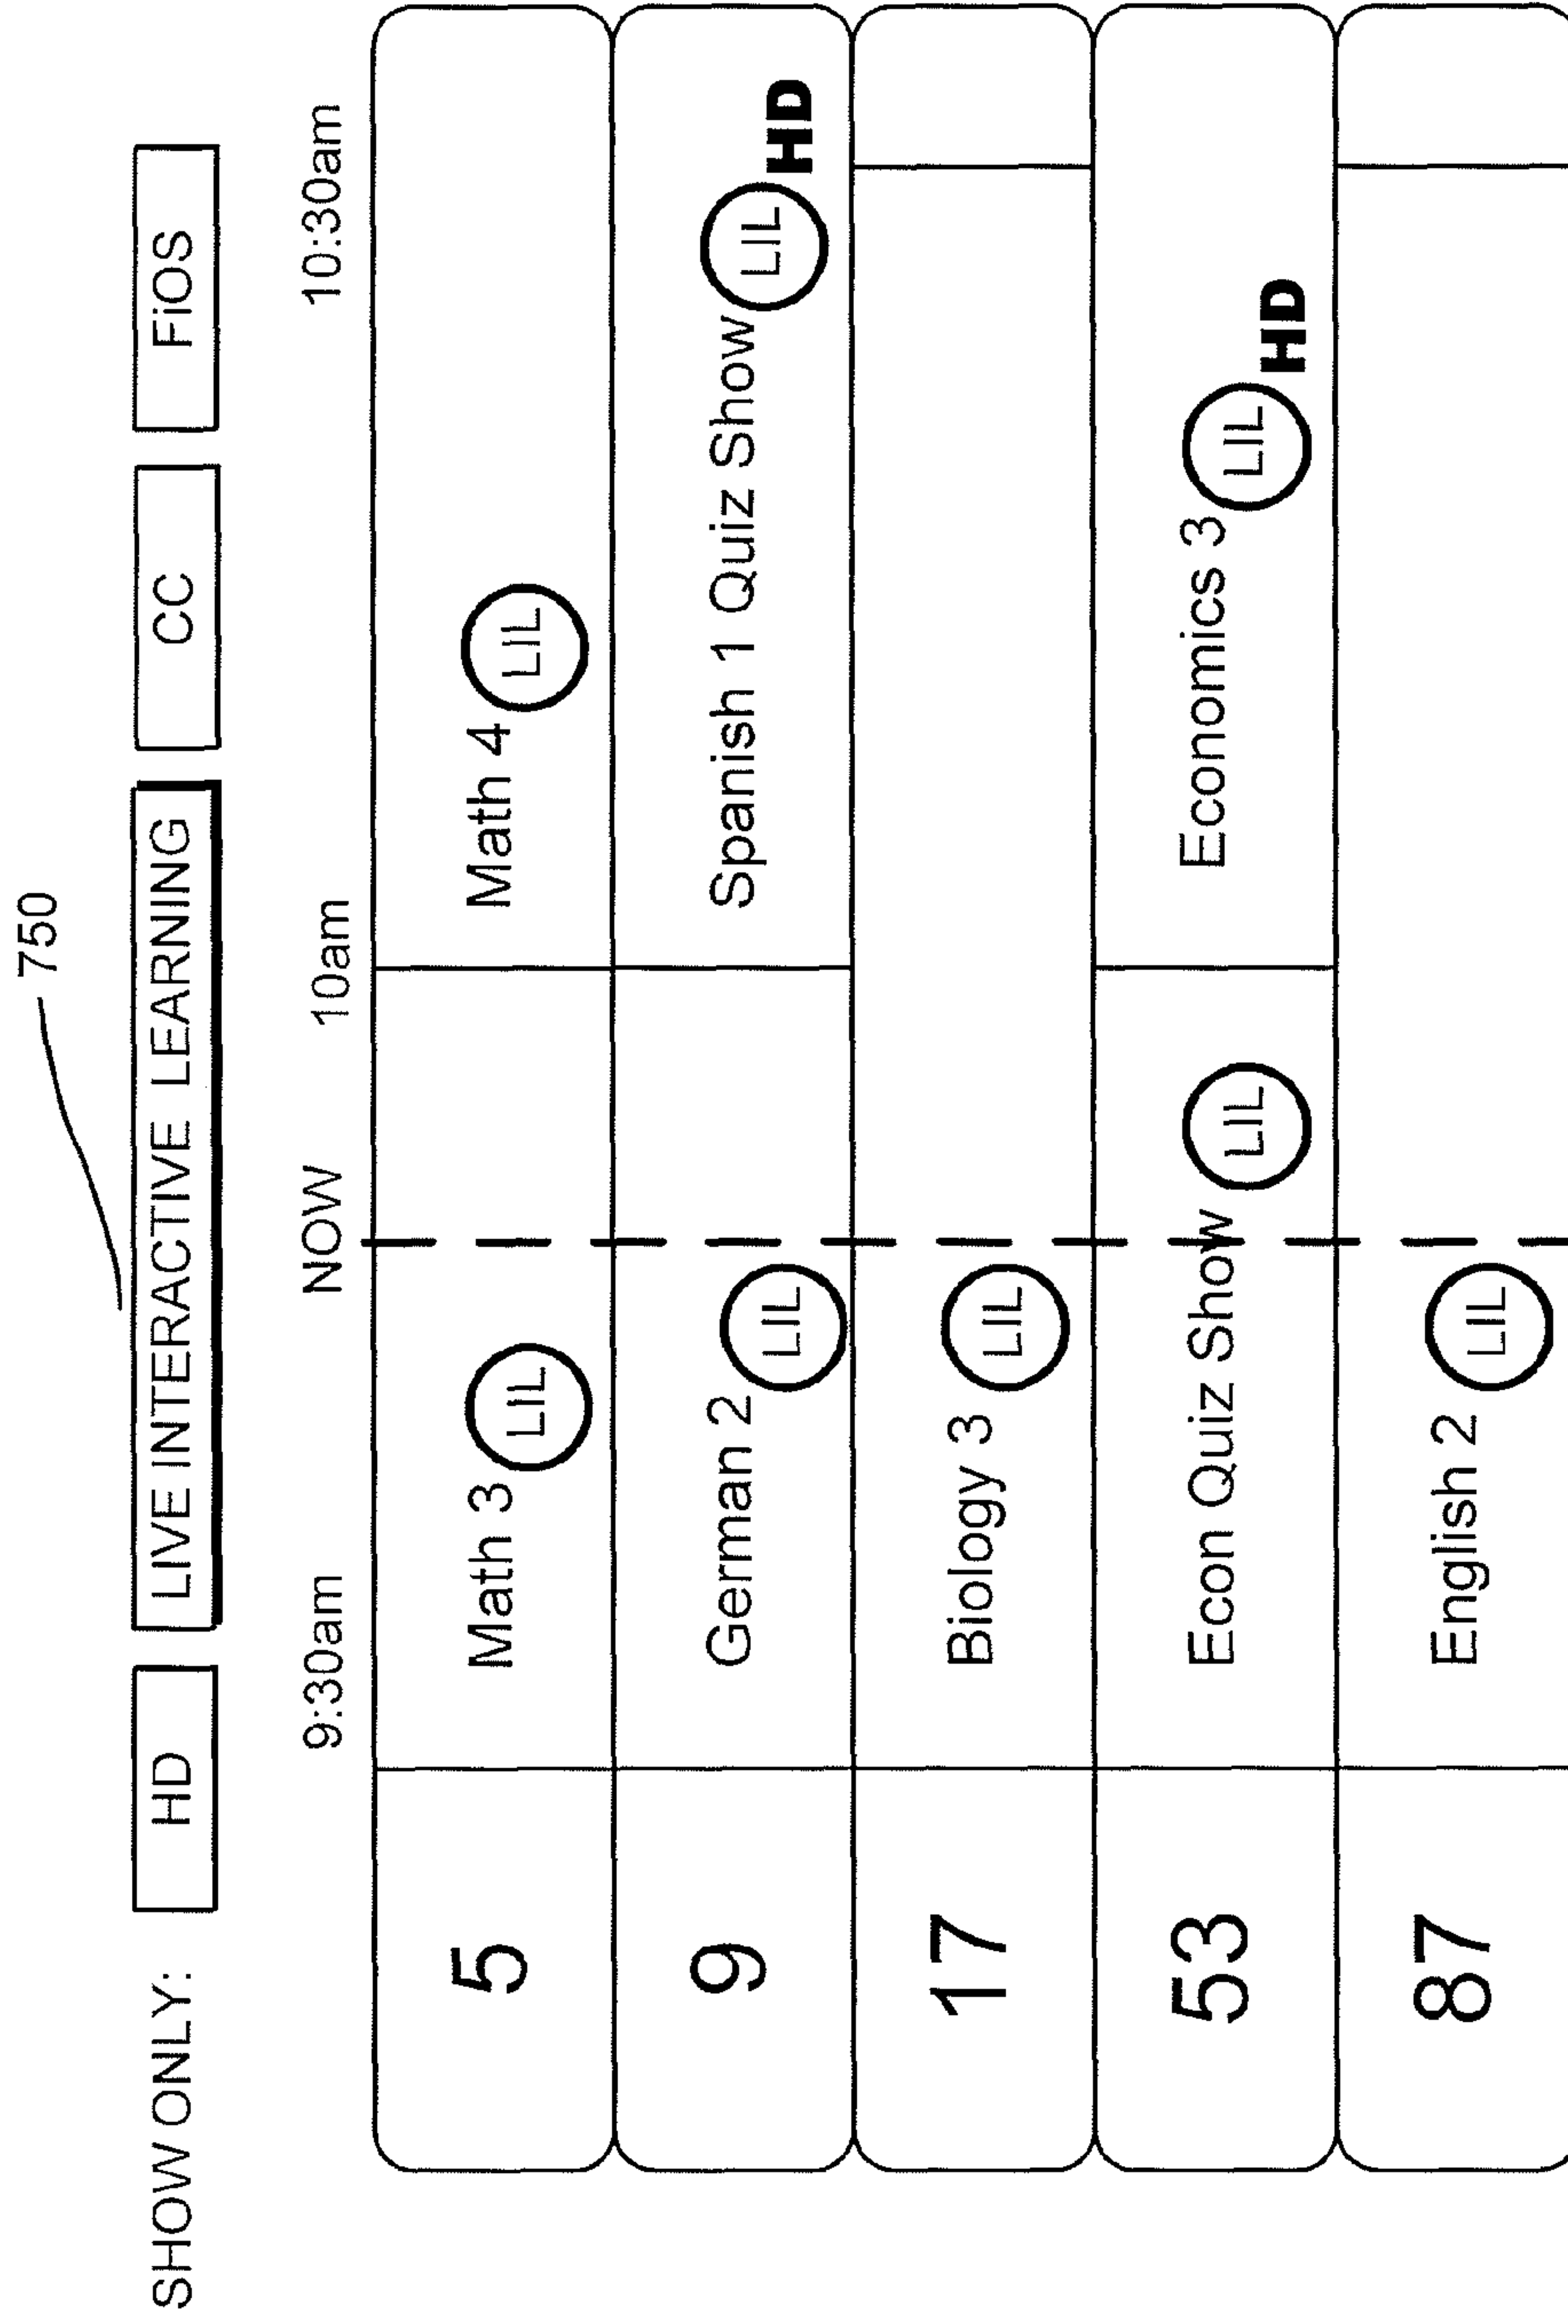 750
SHOW ONLY: HD LIVE INTERACTIVE LEARNING CC FiOS
9:30am NOW 10am 10:30am
5 Math 3 LIL Math 4 LIL
9 German 2 LIL Spanish 1 Quiz Show LIL HD
17 Biology 3 LIL
53 Econ Quiz Show LIL Economics 3 LIL HD
87 English 2 LIL